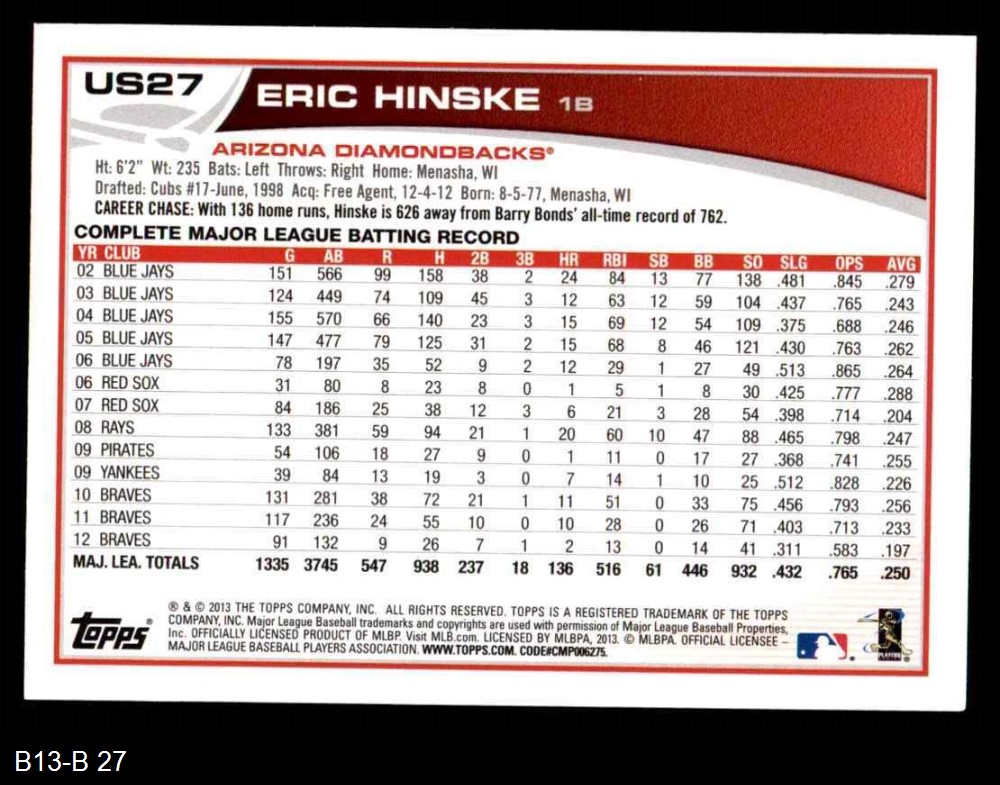 US27
ERIC HINSKE 1B
ARIZONA DIAMONDBACKS®
Ht: 6'2" Wt: 235 Bats: Left Throws: Right Home: Menasha, WI
Drafted: Cubs #17-June, 1998 Acq: Free Agent, 12-4-12 Born: 8-5-77, Menasha, WI
CAREER CHASE: With 136 home runs, Hinske is 626 away from Barry Bonds' all-time record of 762.
COMPLETE MAJOR LEAGUE BATTING RECORD
YR CLUB G AB R H 2B 3B HR RBI SB BB SO SLG OPS AVG
02 BLUE JAYS 151 566 99 158 38 2 24 84 13 77 138 .481 .845 .279
03 BLUE JAYS 124 449 74 109 45 3 12 63 12 59 104 .437 .765 .243
04 BLUE JAYS 155 570 66 140 23 3 15 69 12 54 109 .375 .688 .246
05 BLUE JAYS 147 477 79 125 31 2 15 68 8 46 121 .430 .763 .262
06 BLUE JAYS 78 197 35 52 9 2 12 29 1 27 49 .513 .865 .264
06 RED SOX 31 80 8 23 8 0 1 5 1 8 30 .425 .777 .288
07 RED SOX 84 186 25 38 12 3 6 21 3 28 54 .398 .714 .204
08 RAYS 133 381 59 94 21 1 20 60 10 47 88 .465 .798 .247
09 PIRATES 54 106 18 27 9 0 1 11 0 17 27 .368 .741 .255
09 YANKEES 39 84 13 19 3 0 7 14 1 10 25 .512 .828 .226
10 BRAVES 131 281 38 72 21 1 11 51 0 33 75 .456 .793 .256
11 BRAVES 117 236 24 55 10 0 10 28 0 26 71 .403 .713 .233
12 BRAVES 91 132 9 26 7 1 2 13 0 14 41 .311 .583 .197
MAJ. LEA. TOTALS 1335 3745 547 938 237 18 136 516 61 446 932 .432 .765 .250
Topps®
® & © 2013 THE TOPPS COMPANY, INC. ALL RIGHTS RESERVED. TOPPS IS A REGISTERED TRADEMARK OF THE TOPPS
COMPANY, INC. Major League Baseball trademarks and copyrights are used with permission of Major League Baseball Properties,
Inc. OFFICIALLY LICENSED PRODUCT OF MLBP. Visit MLB.com. LICENSED BY MLBPA, 2013. © MLBPA. OFFICIAL LICENSEE –
MAJOR LEAGUE BASEBALL PLAYERS ASSOCIATION. WWW.TOPPS.COM. CODE#CMP006275.
B13-B 27